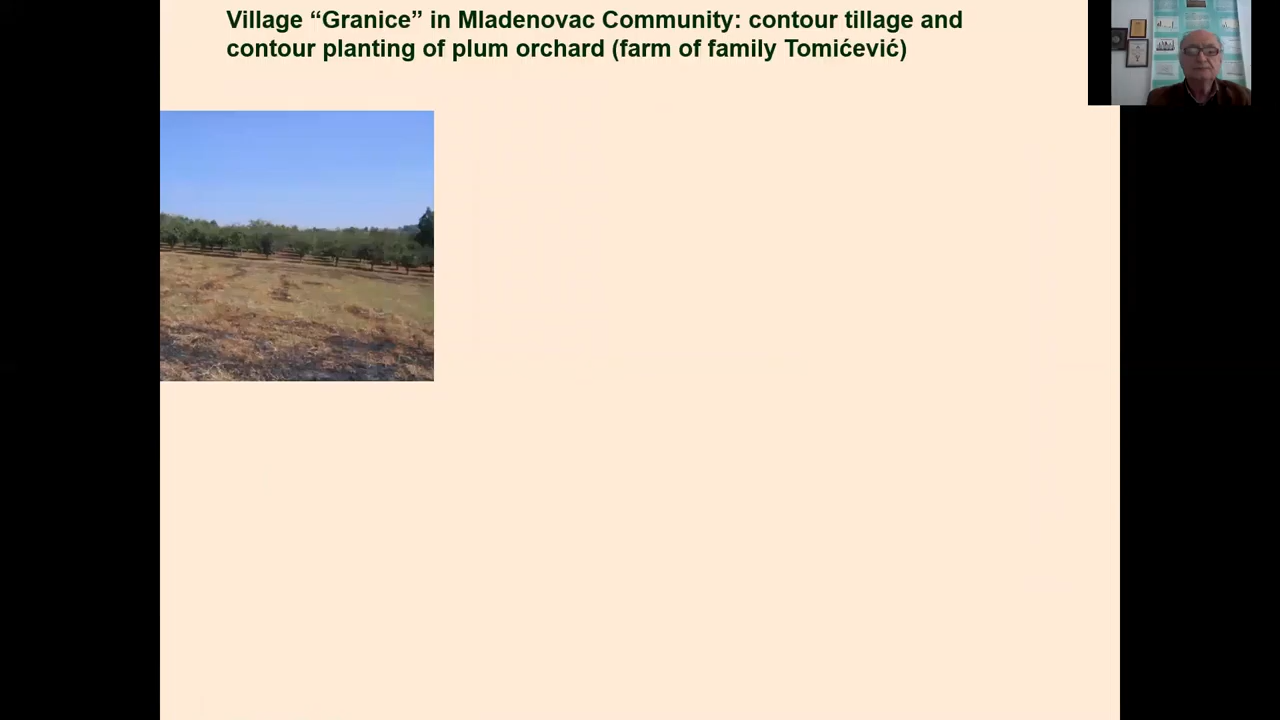 Village “Granice” in Mladenovac Community: contour tillage and
contour planting of plum orchard (farm of family Tomićević)